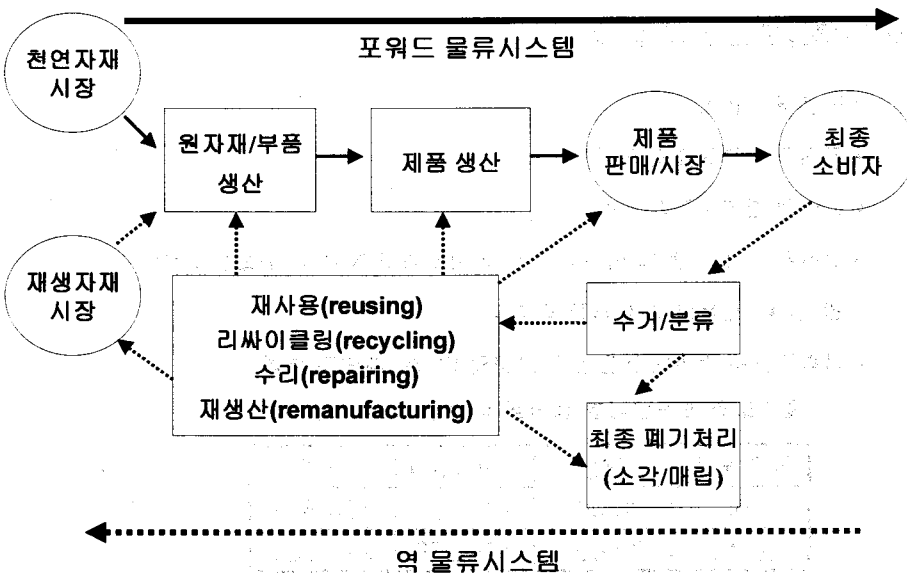 포워드 물류시스템
천연자재
시장
원자재/부품
생산
제품 생산
제품
판매/시장
최종
소비자
재생자재
시장
재사용(reusing)
리싸이클링(recycling)
수리(repairing)
재생산(remanufacturing)
수거/분류
최종 폐기처리
(소각/매립)
역 물류시스템